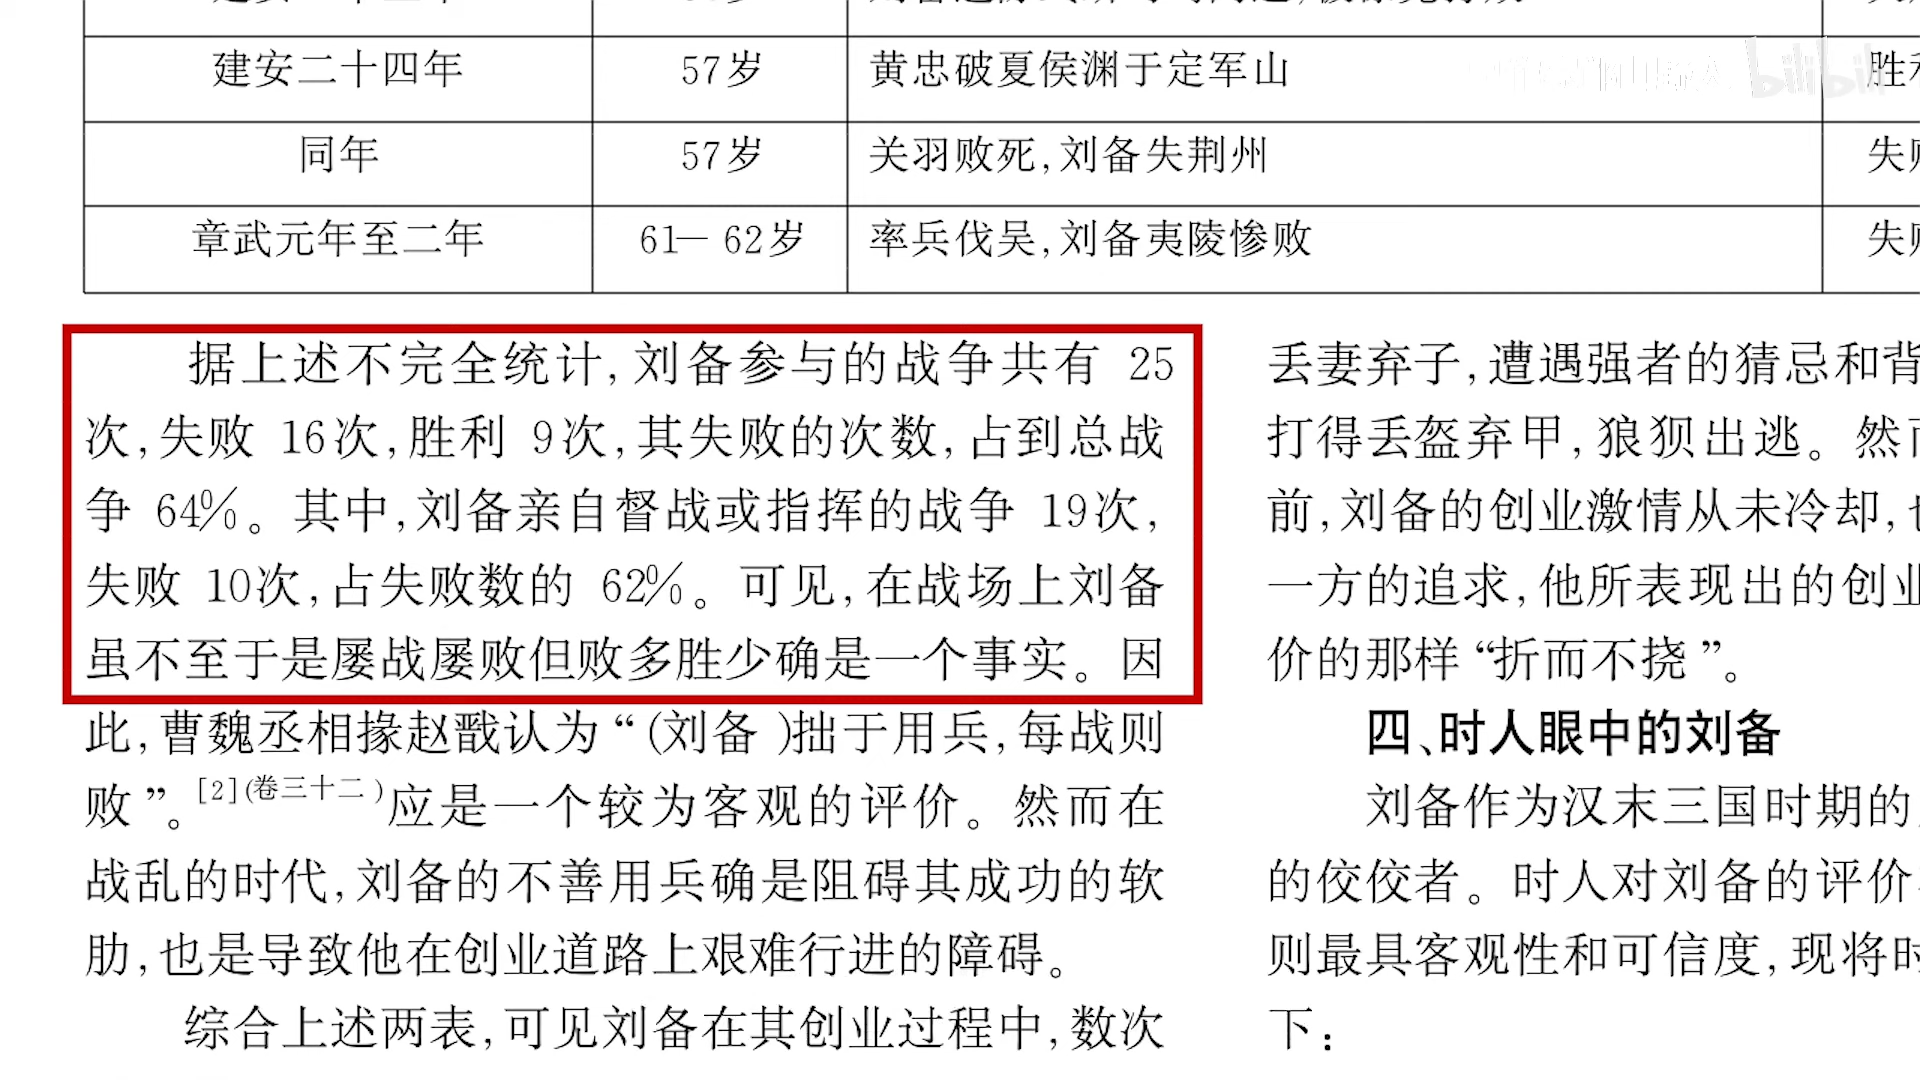 建安二十四年 57岁 黄忠破夏侯渊于定军山 胜
同年 57岁 关羽败死,刘备失荆州 失
章武元年至二年 61—62岁 率兵伐吴,刘备夷陵惨败 失
据上述不完全统计,刘备参与的战争共有 25
次,失败 16次,胜利 9次,其失败的次数,占到总战
争 64%。其中,刘备亲自督战或指挥的战争 19次,
失败 10次,占失败数的 62%。可见,在战场上刘备
虽不至于是屡战屡败但败多胜少确是一个事实。因
此,曹魏丞相掾赵戬认为“(刘备)拙于用兵,每战则
败”。[2](卷三十二)应是一个较为客观的评价。然而在
战乱的时代,刘备的不善用兵确是阻碍其成功的软
肋,也是导致他在创业道路上艰难行进的障碍。
综合上述两表,可见刘备在其创业过程中,数次
丢妻弃子,遭遇强者的猜忌和背
打得丢盔弃甲,狼狈出逃。然
前,刘备的创业激情从未冷却,
一方的追求,他所表现出的创业
价的那样“折而不挠”。
四、时人眼中的刘备
刘备作为汉末三国时期的
的佼佼者。时人对刘备的评价
则最具客观性和可信度,现将时
下:
bilibili